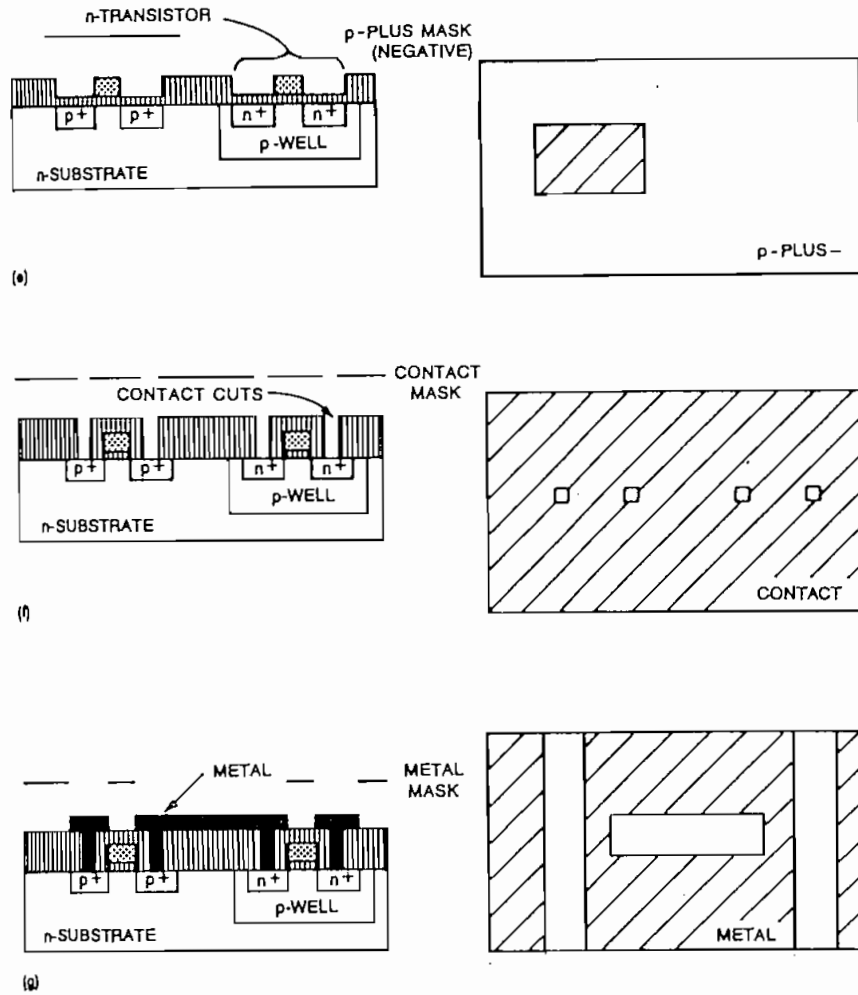 n-TRANSISTOR
p-PLUS MASK
(NEGATIVE)
p+ p+ n+ n+
p-WELL
n-SUBSTRATE
p-PLUS–
(e)
CONTACT
MASK
CONTACT CUTS
p+ p+ n+ n+
p-WELL
n-SUBSTRATE
CONTACT
(f)
METAL
METAL
MASK
p+ p+ n+ n+
p-WELL
n-SUBSTRATE
METAL
(g)